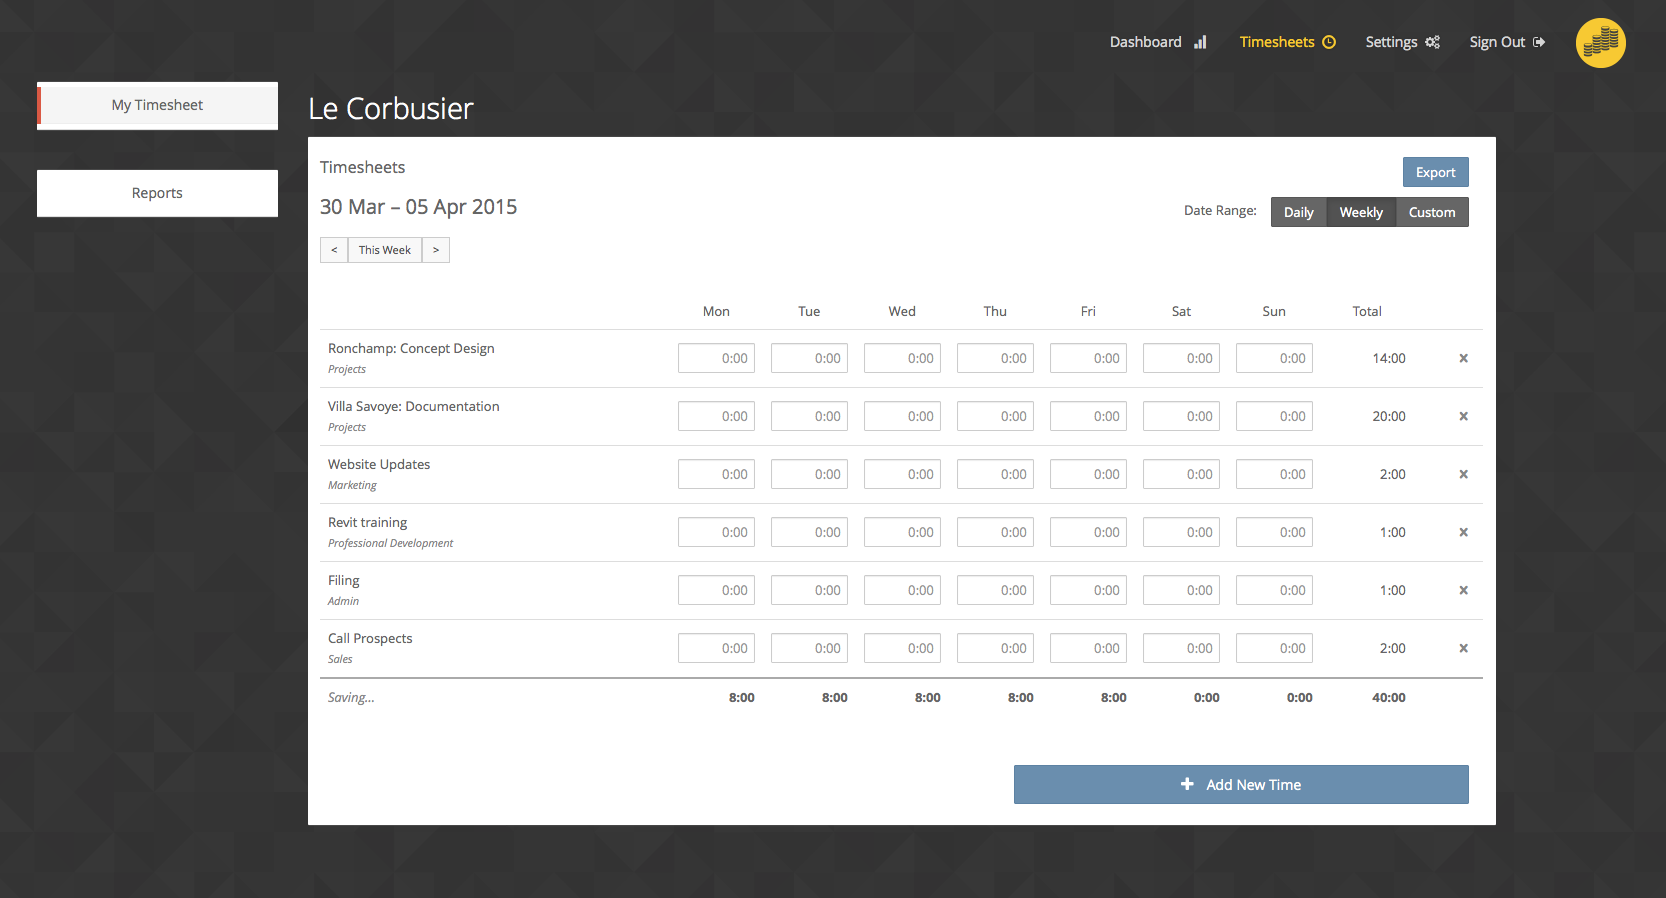 Dashboard Timesheets Settings Sign Out
My Timesheet
Reports
Le Corbusier
Timesheets
Export
30 Mar – 05 Apr 2015
Date Range: Daily Weekly Custom
< This Week >
Mon Tue Wed Thu Fri Sat Sun Total
Ronchamp: Concept Design
Projects
0:00 0:00 0:00 0:00 0:00 0:00 0:00 14:00 x
Villa Savoye: Documentation
Projects
0:00 0:00 0:00 0:00 0:00 0:00 0:00 20:00 x
Website Updates
Marketing
0:00 0:00 0:00 0:00 0:00 0:00 0:00 2:00 x
Revit training
Professional Development
0:00 0:00 0:00 0:00 0:00 0:00 0:00 1:00 x
Filing
Admin
0:00 0:00 0:00 0:00 0:00 0:00 0:00 1:00 x
Call Prospects
Sales
0:00 0:00 0:00 0:00 0:00 0:00 0:00 2:00 x
Saving... 8:00 8:00 8:00 8:00 8:00 0:00 0:00 40:00
+ Add New Time